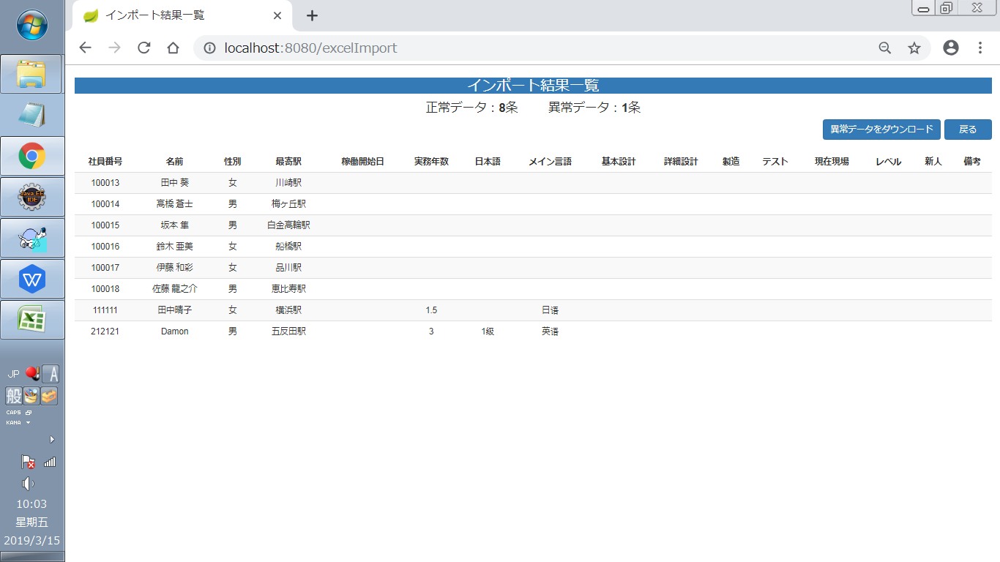 インポート結果一覧
localhost:8080/excelImport
インポート結果一覧
正常データ：8条 異常データ：1条
異常データをダウンロード 戻る
社員番号 名前 性別 最寄駅 稼働開始日 実務年数 日本語 メイン言語 基本設計 詳細設計 製造 テスト 現在現場 レベル 新人 備考
100013 田中 葵 女 川崎駅
100014 高橋 蒼士 男 梅ヶ丘駅
100015 坂本 隼 男 白金高輪駅
100016 鈴木 亜美 女 船橋駅
100017 伊藤 和彩 女 品川駅
100018 佐藤 龍之介 男 恵比寿駅
111111 田中晴子 女 横浜駅 1.5 日语
212121 Damon 男 五反田駅 3 1级 英语
Java EE
IDE
W
JP A
般
CAPS
KANA
10:03
星期五
2019/3/15